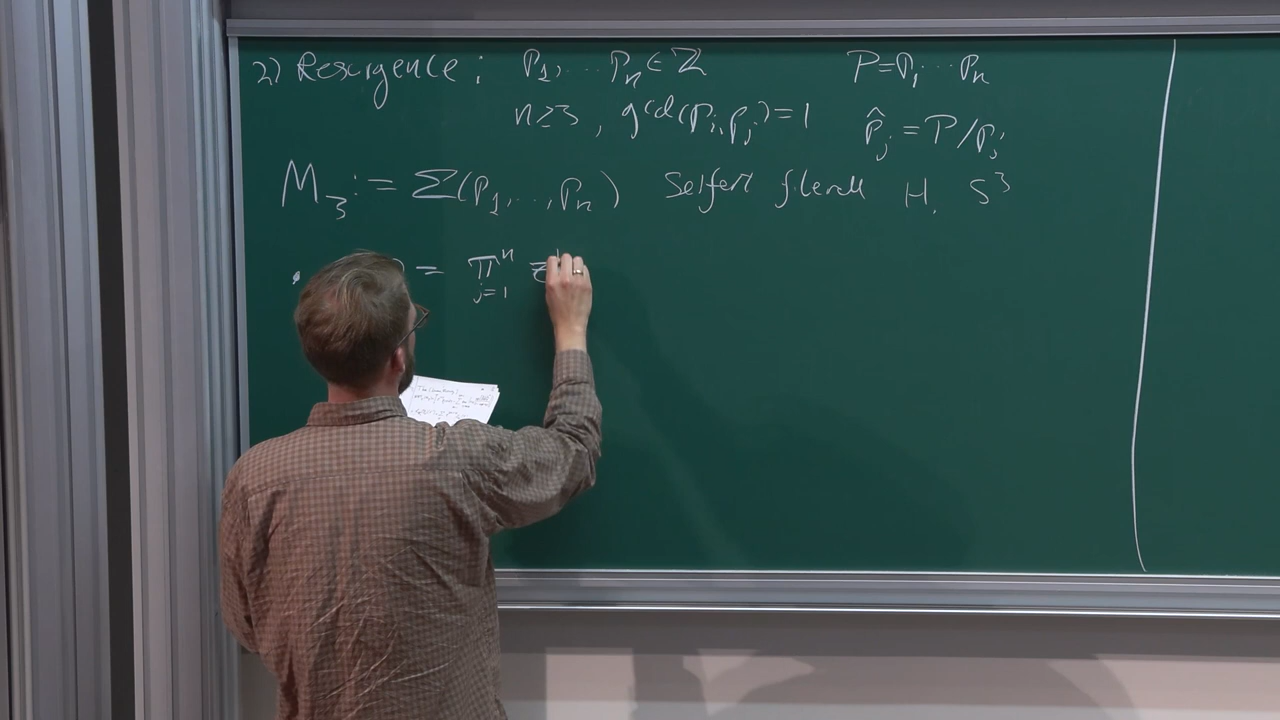 2) Resurgence : P₁, ... Pₙ ∈ ℤ P = P₁ ... Pₙ
n ≥ 3 , gcd(Pᵢ, Pⱼ) = 1 P̂ⱼ = P / Pⱼ
M₃ := Σ(P₁, ..., Pₙ) Seifert fibered H. S³
• = ∏ⁿⱼ₌₁ z